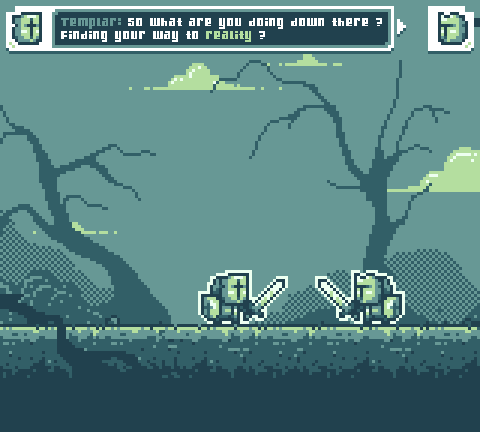 Templar: So what are you doing down there ?
Finding your way to reality ?